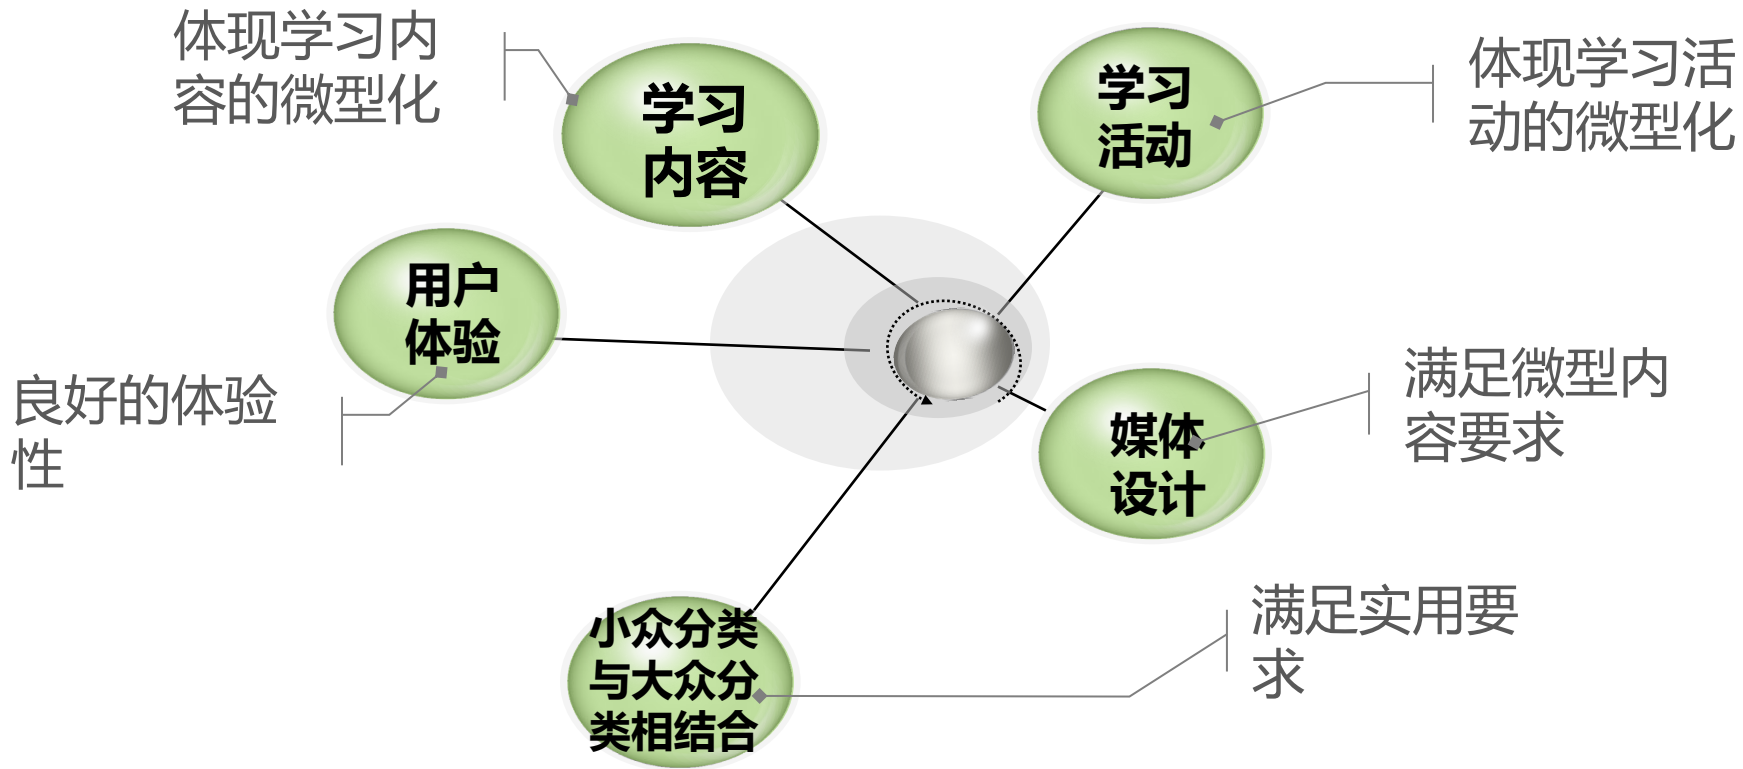 体现学习内
容的微型化
学习
内容
学习
活动
体现学习活
动的微型化
用户
体验
良好的体验
性
媒体
设计
满足微型内
容要求
小众分类
与大众分
类相结合
满足实用要
求